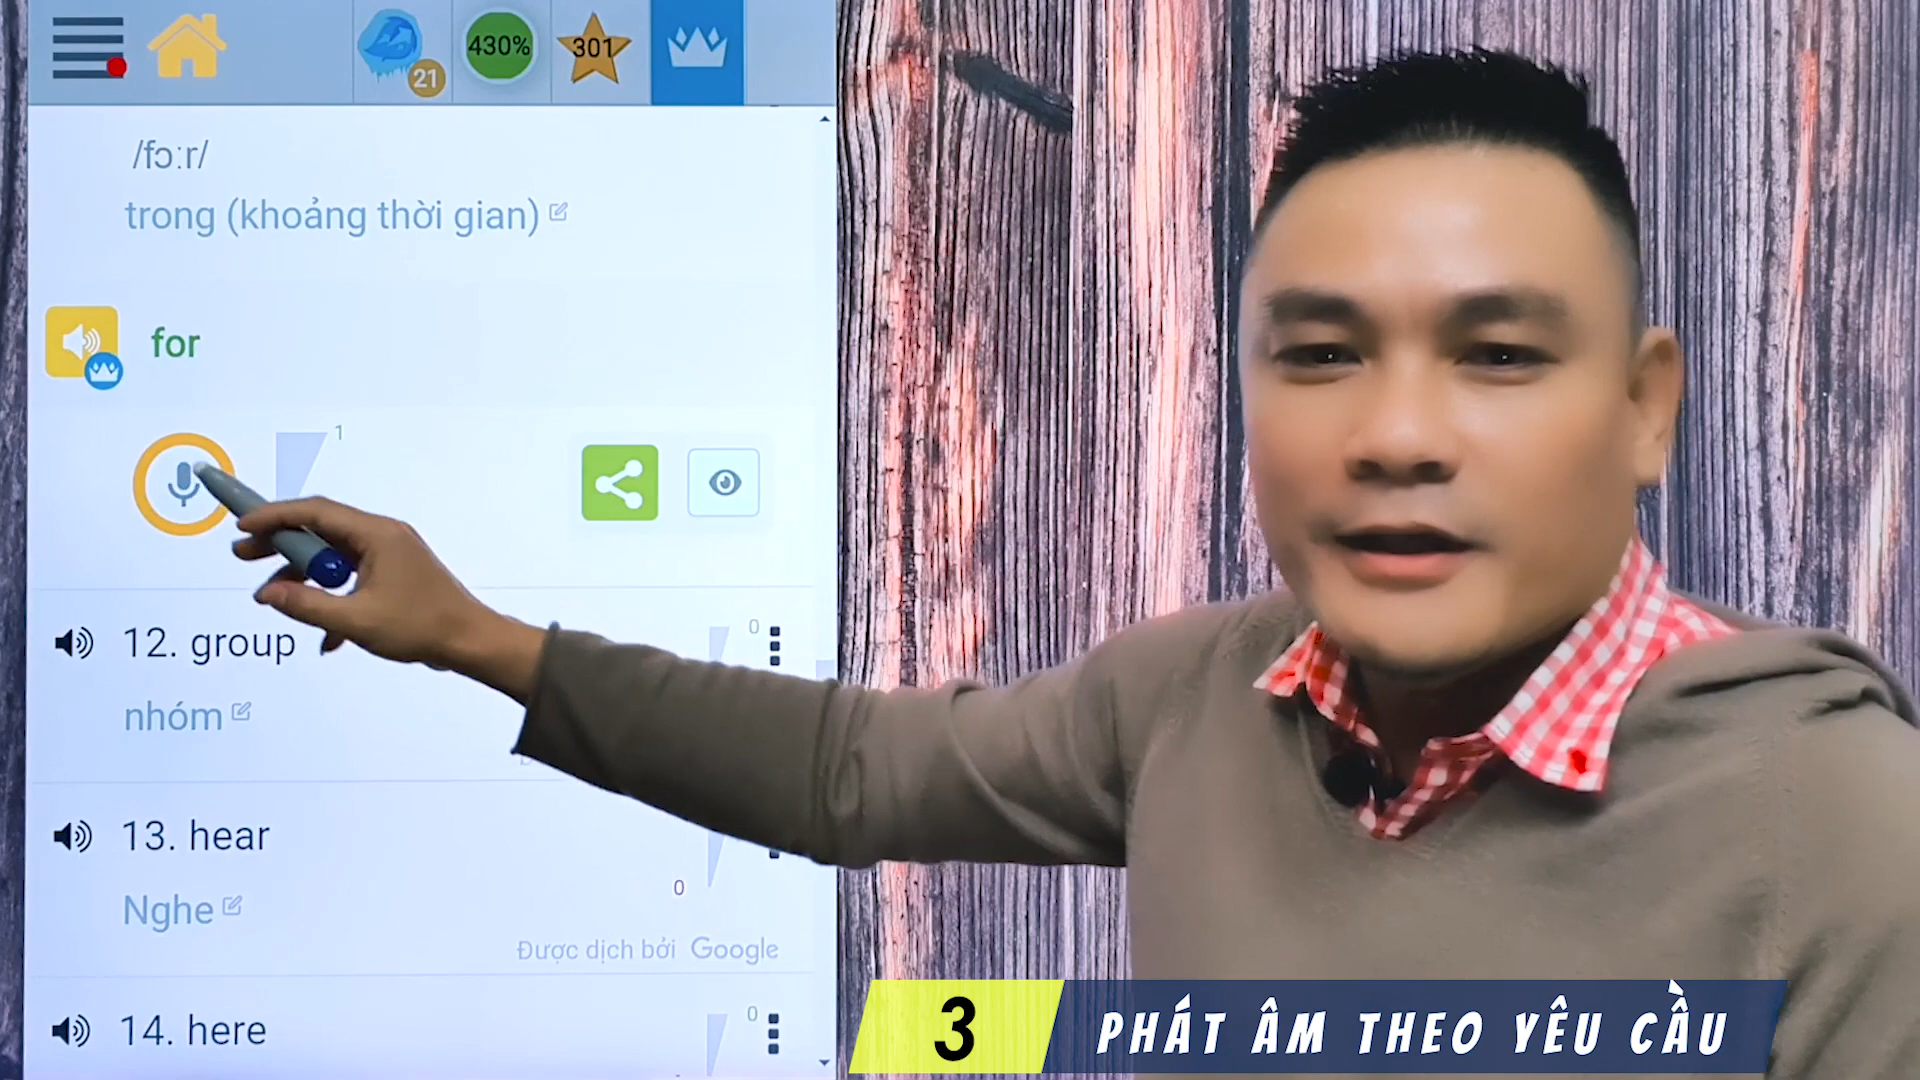 21
430%
301
/fɔːr/
trong (khoảng thời gian)
for
1
12. group
0
nhóm
13. hear
0
Nghe
Được dịch bởi Google
14. here
0
3 PHÁT ÂM THEO YÊU CẦU